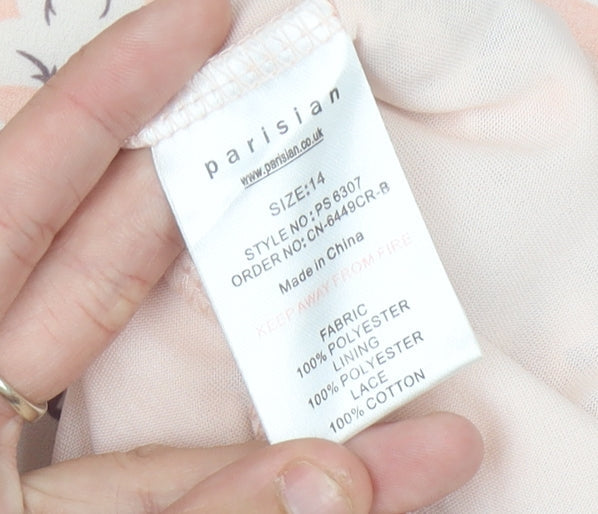 parisian
www.parisian.co.uk
SIZE:14
STYLE NO:PS 6307
ORDER NO:CN-6449CR-B
Made in China
KEEP AWAY FROM FIRE
FABRIC
100% POLYESTER
LINING
100% POLYESTER
LACE
100% COTTON